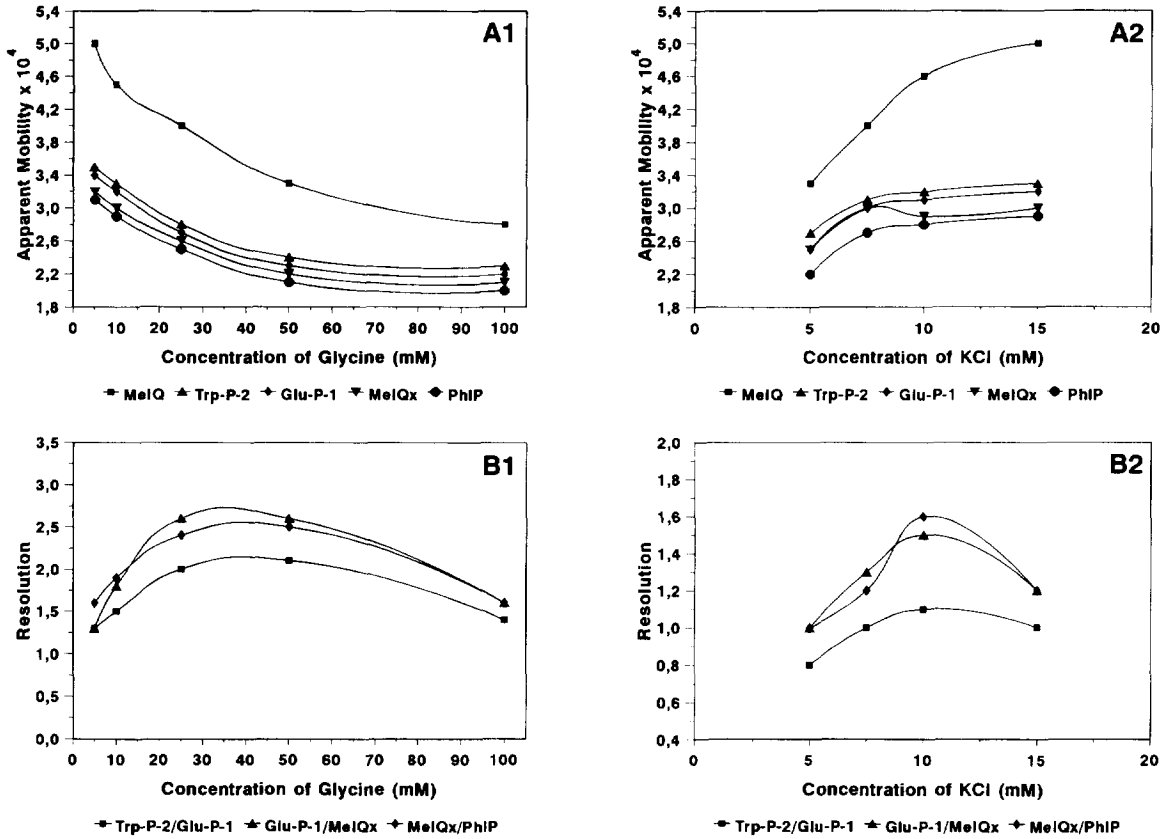 A1
Apparent Mobility x 10⁴
5,4
5,0
4,6
4,2
3,8
3,4
3,0
2,6
2,2
1,8
0 10 20 30 40 50 60 70 80 90 100
Concentration of Glycine (mM)
MeIQ Trp-P-2 Glu-P-1 MeIQx PhIP
A2
Apparent Mobility x 10⁴
5,4
5,0
4,6
4,2
3,8
3,4
3,0
2,6
2,2
1,8
0 5 10 15 20
Concentration of KCl (mM)
MeIQ Trp-P-2 Glu-P-1 MeIQx PhIP
B1
Resolution
3,5
3,0
2,5
2,0
1,5
1,0
0,5
0,0
0 10 20 30 40 50 60 70 80 90 100
Concentration of Glycine (mM)
Trp-P-2/Glu-P-1 Glu-P-1/MeIQx MeIQx/PhIP
B2
Resolution
2,0
1,8
1,6
1,4
1,2
1,0
0,8
0,6
0,4
0 5 10 15 20
Concentration of KCl (mM)
Trp-P-2/Glu-P-1 Glu-P-1/MeIQx MeIQx/PhIP